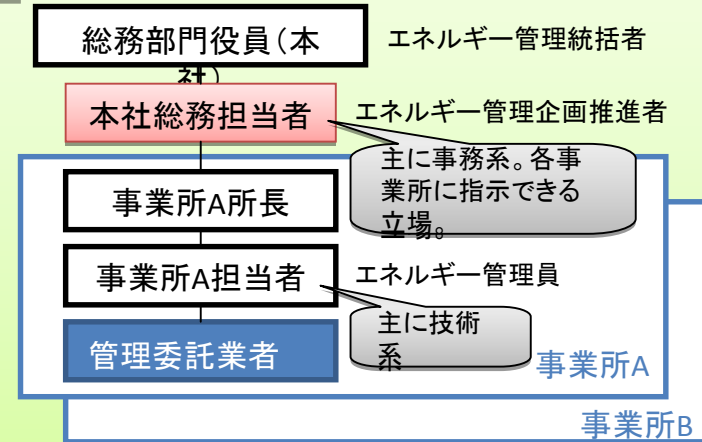 総務部門役員（本
社）
エネルギー管理統括者
本社総務担当者
エネルギー管理企画推進者
主に事務系。各事
業所に指示できる
立場。
事業所A所長
事業所A担当者
エネルギー管理員
主に技術
系
管理委託業者
事業所A
事業所B